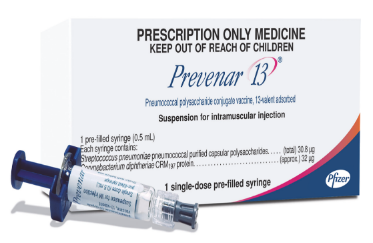 PRESCRIPTION ONLY MEDICINE
KEEP OUT OF REACH OF CHILDREN
Prevenar 13®
Pneumococcal polysaccharide conjugate vaccine, 13-valent adsorbed
Suspension for intramuscular injection
1 pre-filled syringe (0.5 mL)
Each syringe contains:
Streptococcus pneumoniae pneumococcal purified capsular polysaccharides ..... (total) 30.8 µg
diphtheriae CRM197 protein. (approx.) 32 µg
1 single-dose pre-filled syringe
Pfizer